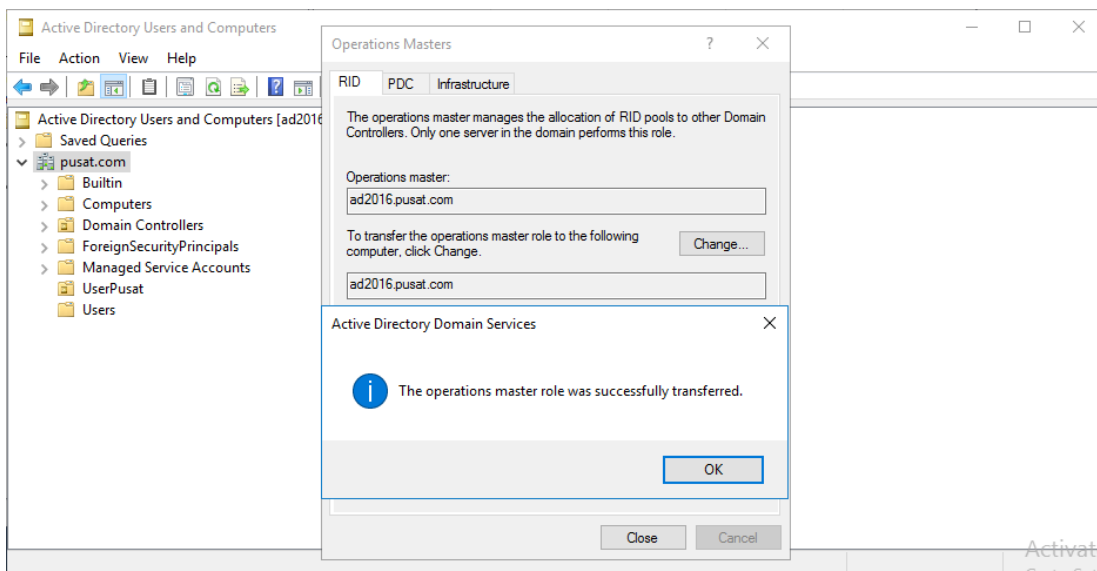 Active Directory Users and Computers
File Action View Help
Active Directory Users and Computers [ad2016
Saved Queries
pusat.com
Builtin
Computers
Domain Controllers
ForeignSecurityPrincipals
Managed Service Accounts
UserPusat
Users
Operations Masters
RID PDC Infrastructure
The operations master manages the allocation of RID pools to other Domain
Controllers. Only one server in the domain performs this role.
Operations master:
ad2016.pusat.com
To transfer the operations master role to the following
computer, click Change.
Change...
ad2016.pusat.com
Active Directory Domain Services
The operations master role was successfully transferred.
OK
Close Cancel
Activat